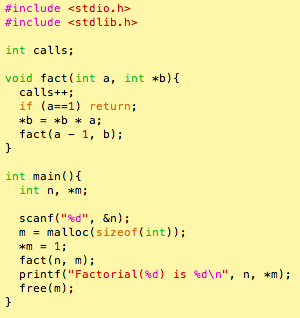 #include <stdio.h>
#include <stdlib.h>

int calls;

void fact(int a, int *b){
  calls++;
  if (a==1) return;
  *b = *b * a;
  fact(a - 1, b);
}

int main(){
  int n, *m;

  scanf("%d", &n);
  m = malloc(sizeof(int));
  *m = 1;
  fact(n, m);
  printf("Factorial(%d) is %d\n", n, *m);
  free(m);
}